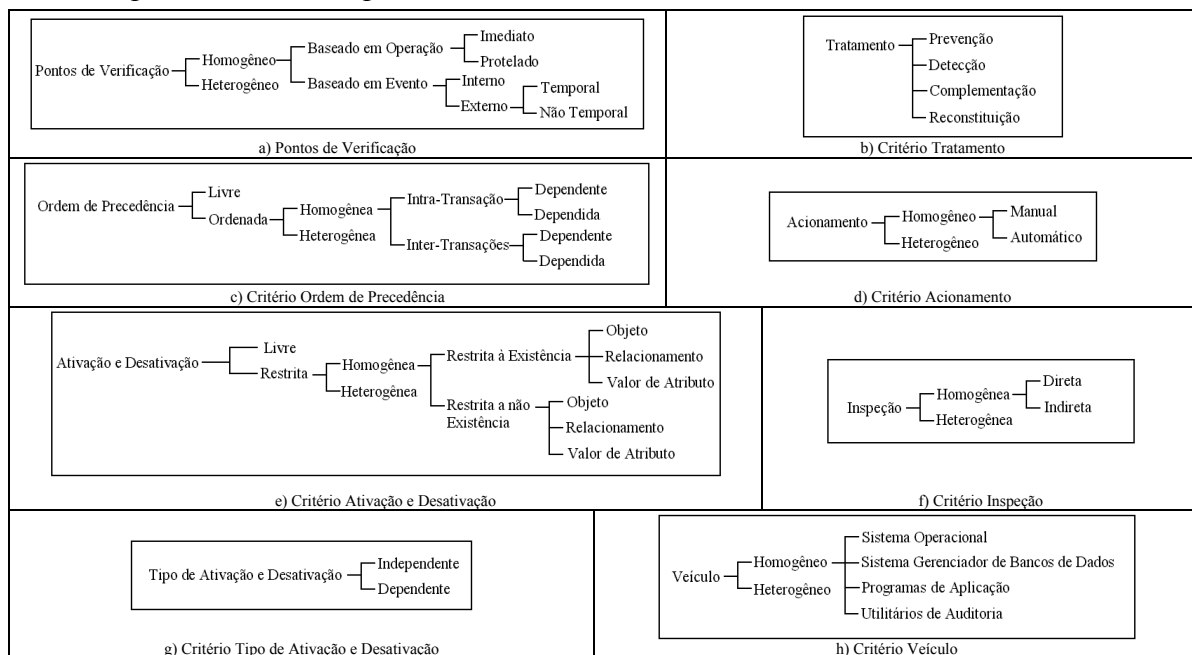 Pontos de Verificação
Homogêneo
Heterogêneo
Baseado em Operação
Baseado em Evento
Imediato
Protelado
Interno
Externo
Temporal
Não Temporal
a) Pontos de Verificação
Tratamento
Prevenção
Detecção
Complementação
Reconstituição
b) Critério Tratamento
Ordem de Precedência
Livre
Ordenada
Homogênea
Heterogênea
Intra-Transação
Inter-Transações
Dependente
Dependida
Dependente
Dependida
c) Critério Ordem de Precedência
Acionamento
Homogêneo
Heterogêneo
Manual
Automático
d) Critério Acionamento
Ativação e Desativação
Livre
Restrita
Homogênea
Heterogênea
Restrita à Existência
Objeto
Relacionamento
Valor de Atributo
Restrita a não
Existência
Objeto
Relacionamento
Valor de Atributo
e) Critério Ativação e Desativação
Inspeção
Homogênea
Heterogênea
Direta
Indireta
f) Critério Inspeção
Tipo de Ativação e Desativação
Independente
Dependente
g) Critério Tipo de Ativação e Desativação
Veículo
Homogêneo
Heterogêneo
Sistema Operacional
Sistema Gerenciador de Bancos de Dados
Programas de Aplicação
Utilitários de Auditoria
h) Critério Veículo